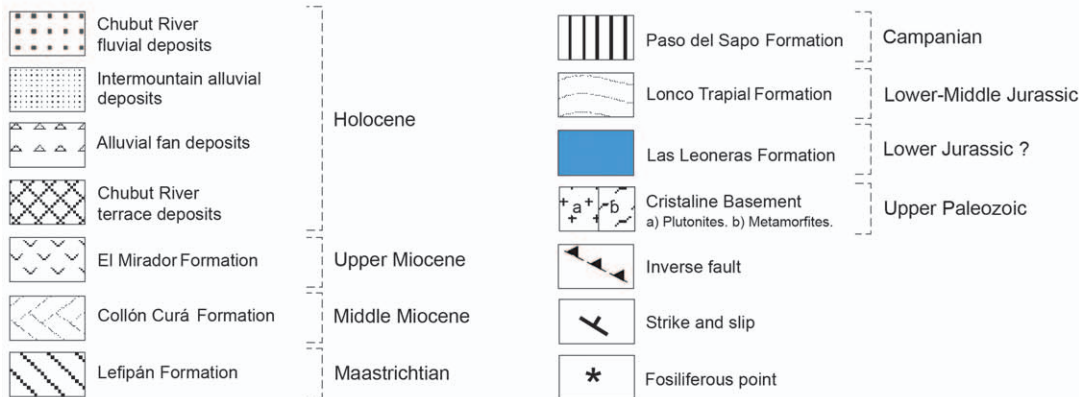 Chubut River
fluvial deposits
Intermountain alluvial
deposits
Alluvial fan deposits
Chubut River
terrace deposits
Holocene
El Mirador Formation
Upper Miocene
Collón Curá Formation
Middle Miocene
Lefipán Formation
Maastrichtian
Paso del Sapo Formation
Campanian
Lonco Trapial Formation
Lower-Middle Jurassic
Las Leoneras Formation
Lower Jurassic ?
a b
Cristaline Basement
a) Plutonites. b) Metamorfites.
Upper Paleozoic
Inverse fault
Strike and slip
Fosiliferous point